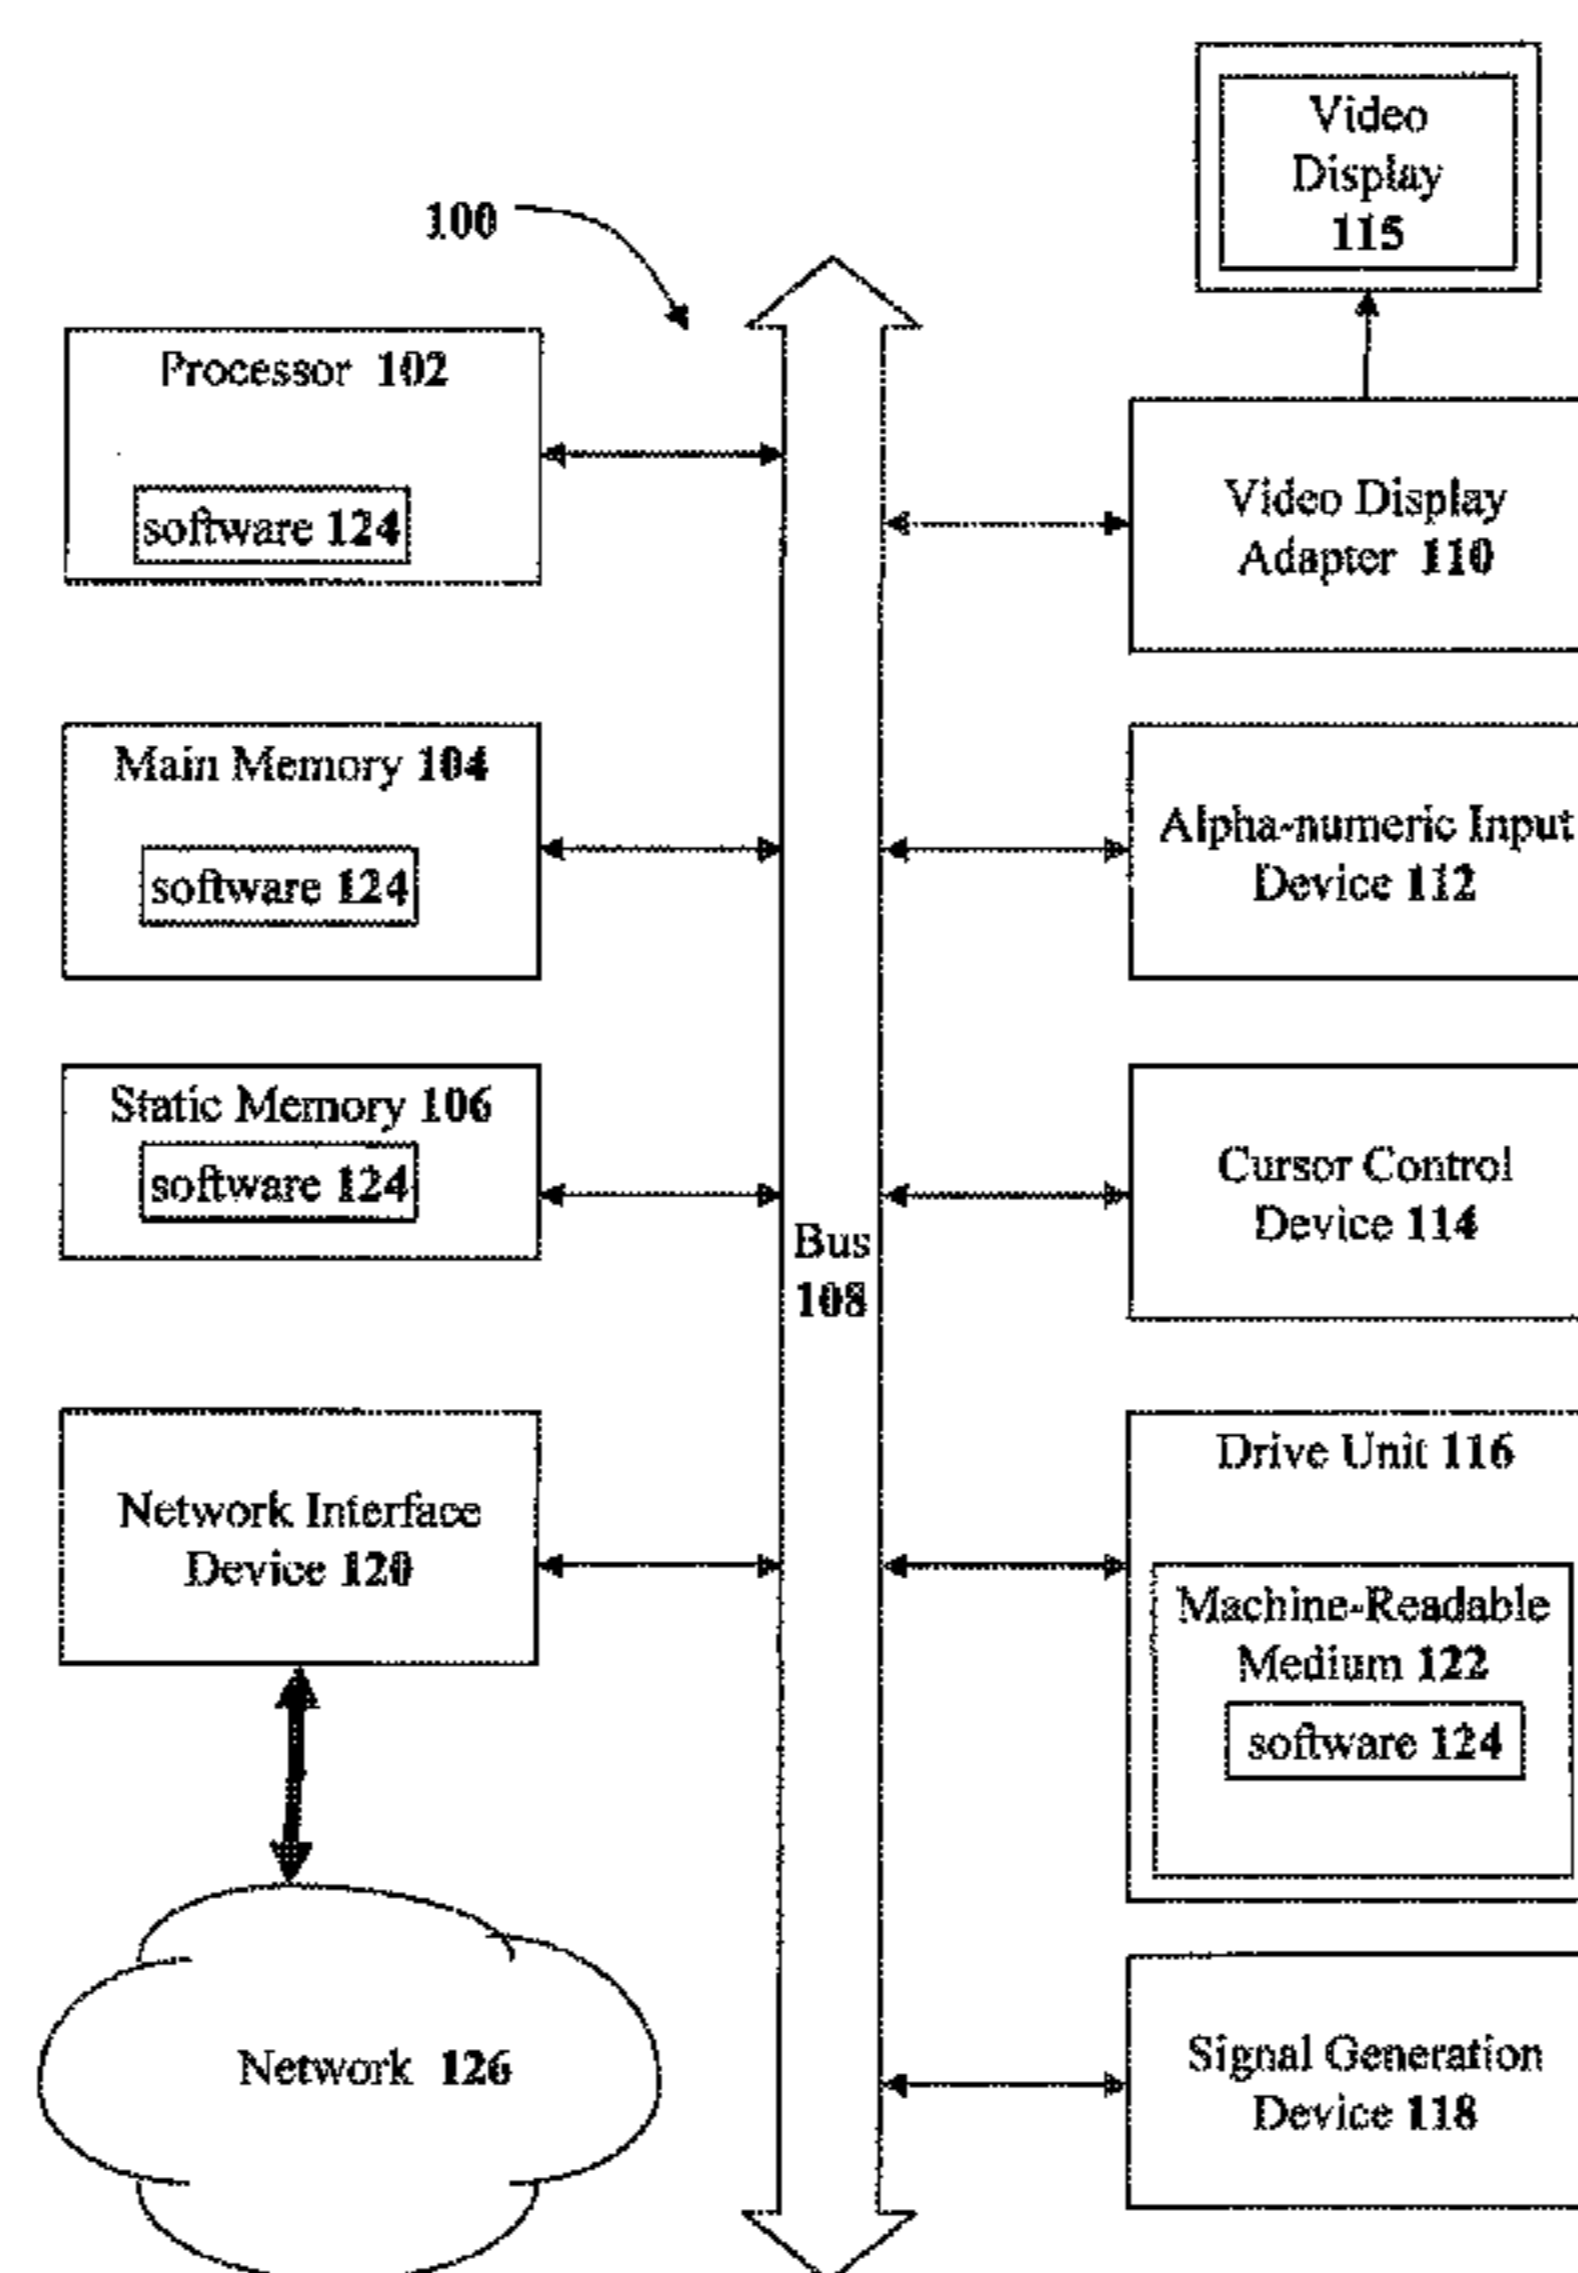 Video
Display
115
100
Processor 102
software 124
Video Display
Adapter 110
Main Memory 104
software 124
Alpha-numeric Input
Device 112
Static Memory 106
software 124
Cursor Control
Device 114
Bus
108
Network Interface
Device 120
Drive Unit 116
Machine-Readable
Medium 122
software 124
Network 126
Signal Generation
Device 118